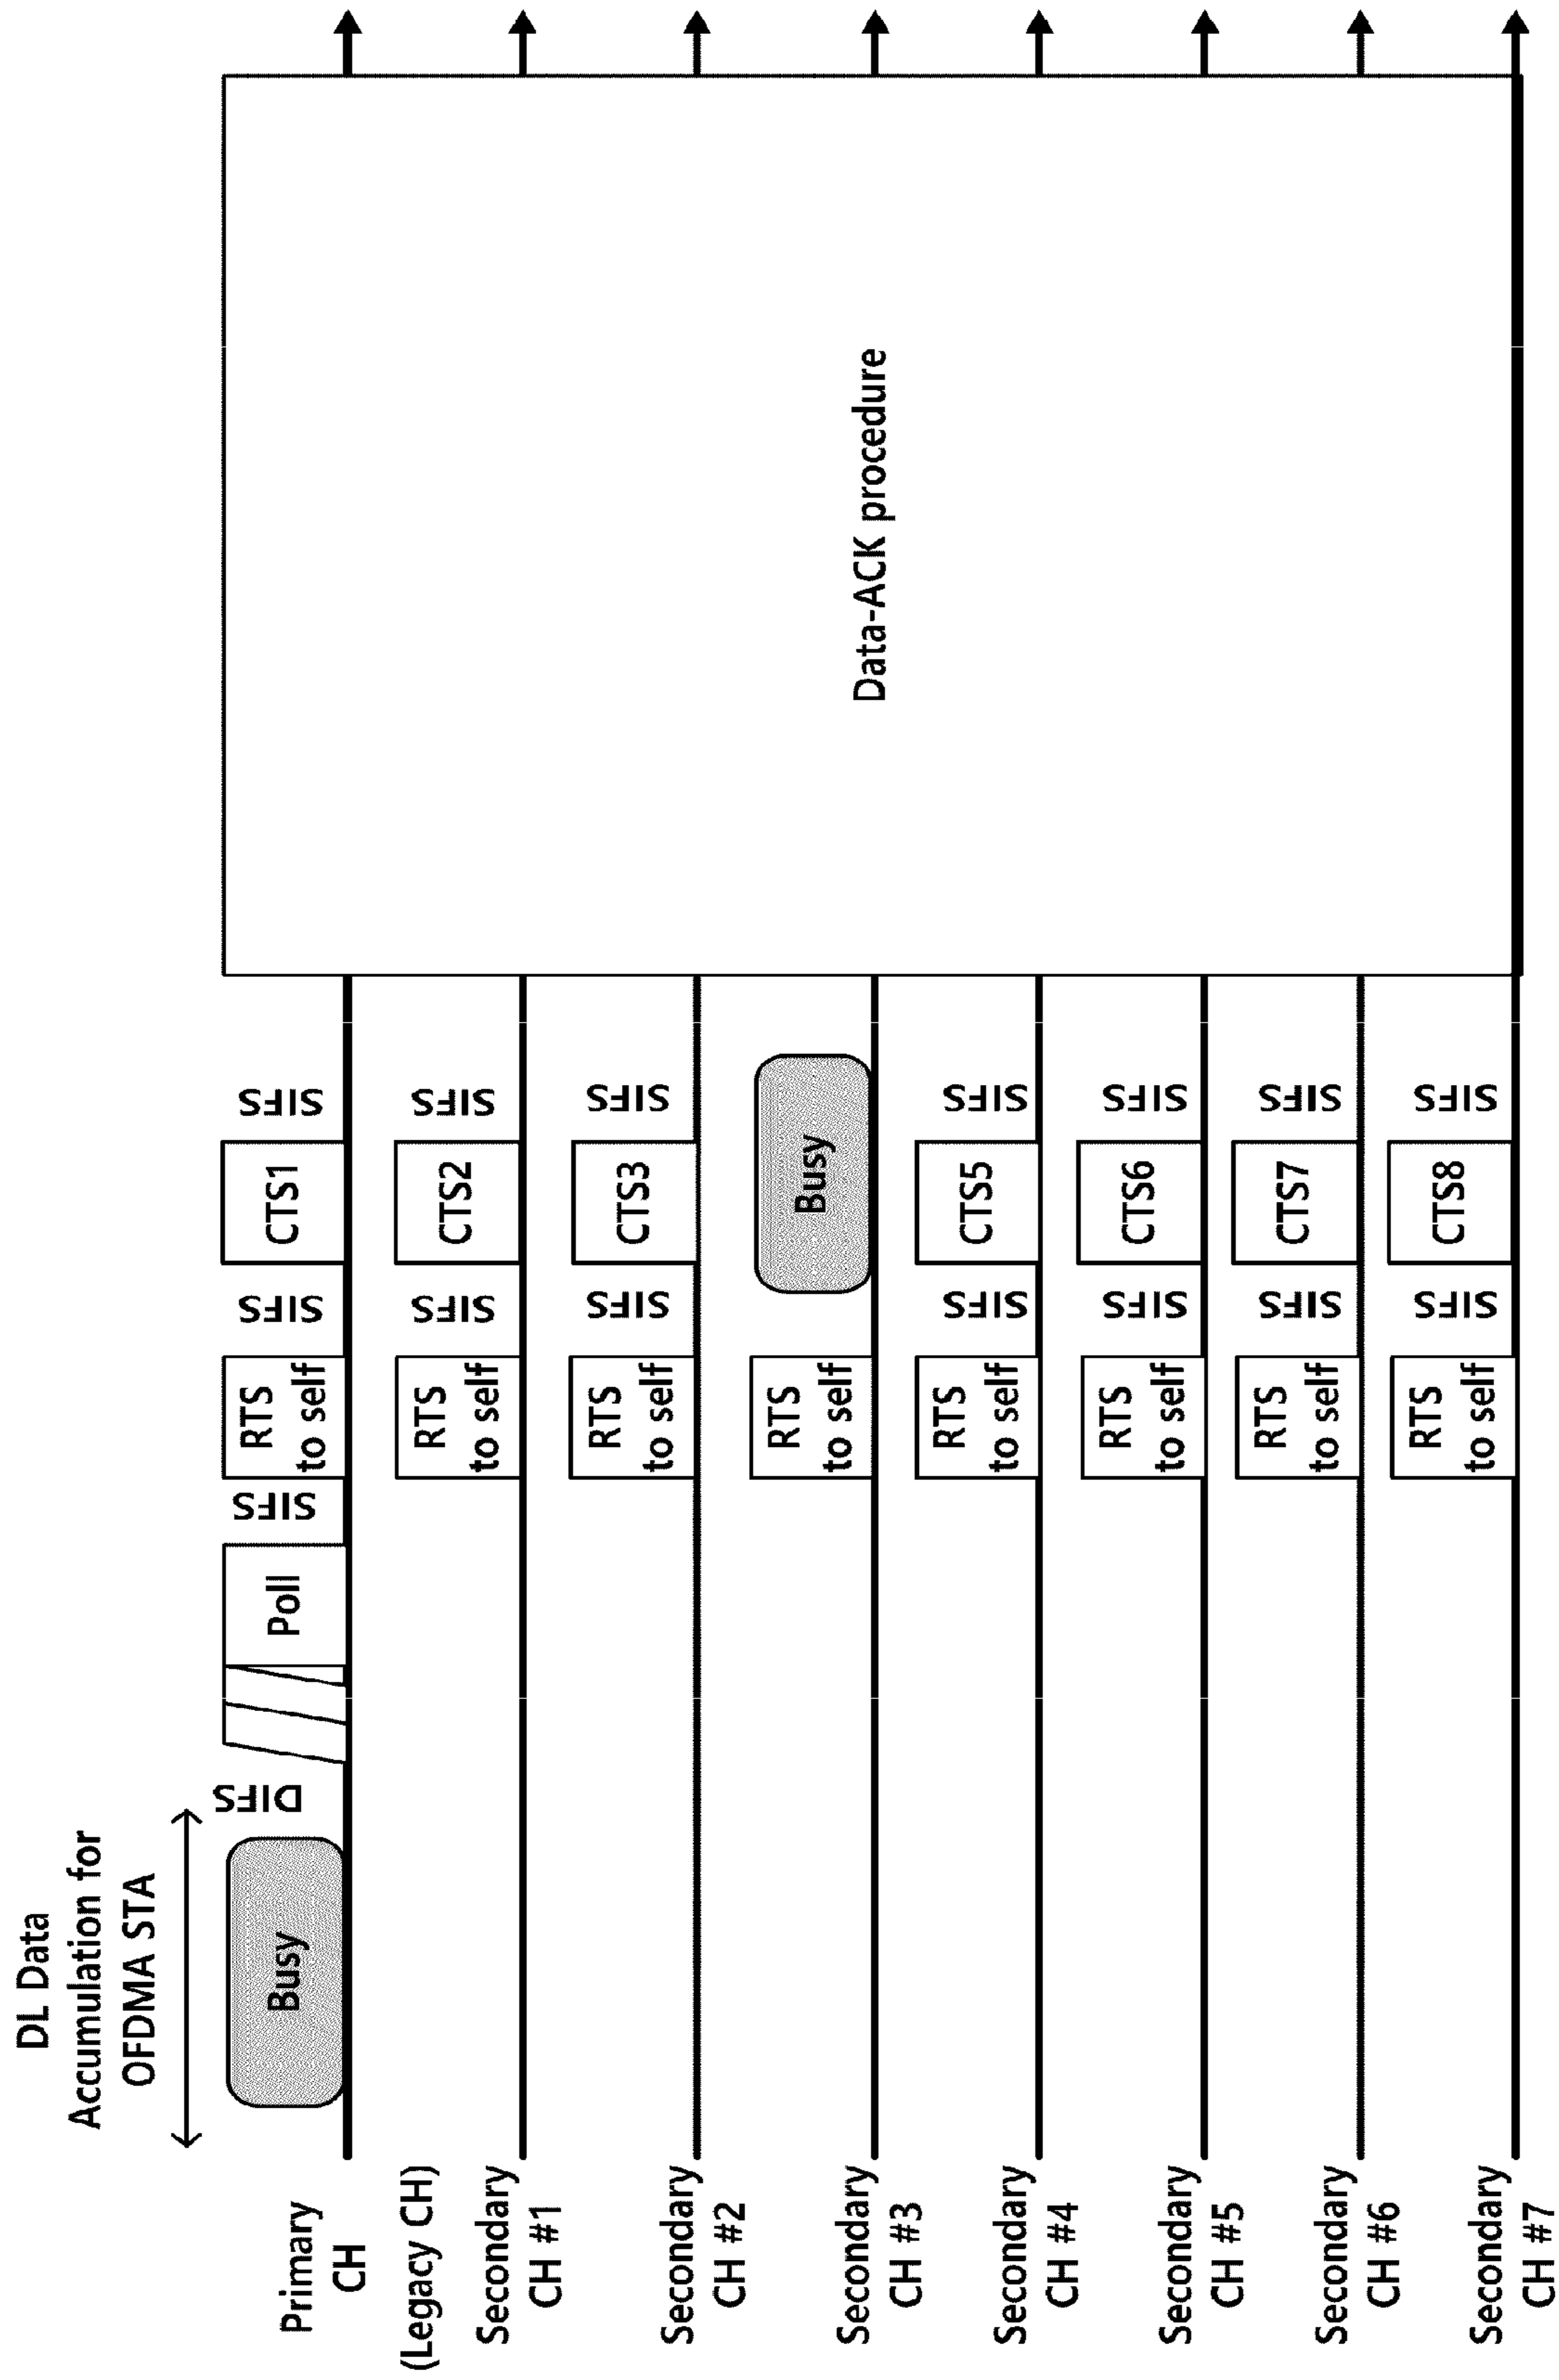 DL Data
Accumulation for
OFDMA STA
Primary
CH
Busy
DIFS
Poll
SIFS
RTS
to self
SIFS
CTS1
SIFS
(Legacy CH)
Secondary
CH #1
RTS
to self
SIFS
CTS2
SIFS
Secondary
CH #2
RTS
to self
SIFS
CTS3
SIFS
Secondary
CH #3
RTS
to self
Busy
Secondary
CH #4
RTS
to self
SIFS
CTS5
SIFS
Secondary
CH #5
RTS
to self
SIFS
CTS6
SIFS
Secondary
CH #6
RTS
to self
SIFS
CTS7
SIFS
Secondary
CH #7
RTS
to self
SIFS
CTS8
SIFS
Data-ACK procedure